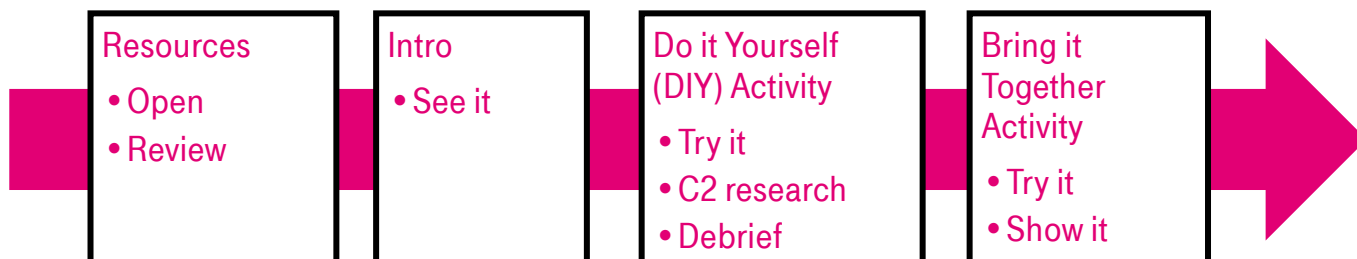 Resources
• Open
• Review
Intro
• See it
Do it Yourself
(DIY) Activity
• Try it
• C2 research
• Debrief
Bring it
Together
Activity
• Try it
• Show it